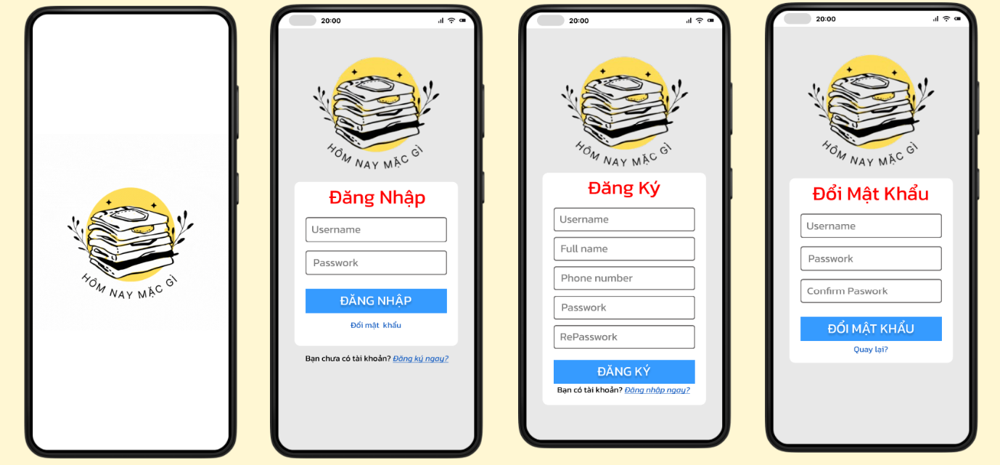 HÔM NAY MẶC GÌ
20:00
HÔM NAY MẶC GÌ
Đăng Nhập
Username
Passwork
ĐĂNG NHẬP
Đổi mật khẩu
Bạn chưa có tài khoản? Đăng ký ngay?
20:00
HÔM NAY MẶC GÌ
Đăng Ký
Username
Full name
Phone number
Passwork
RePasswork
ĐĂNG KÝ
Bạn có tài khoản? Đăng nhâp ngay?
20:00
HÔM NAY MẶC GÌ
Đổi Mật Khẩu
Username
Passwork
Confirm Paswork
ĐỔI MẬT KHẨU
Quay lại?